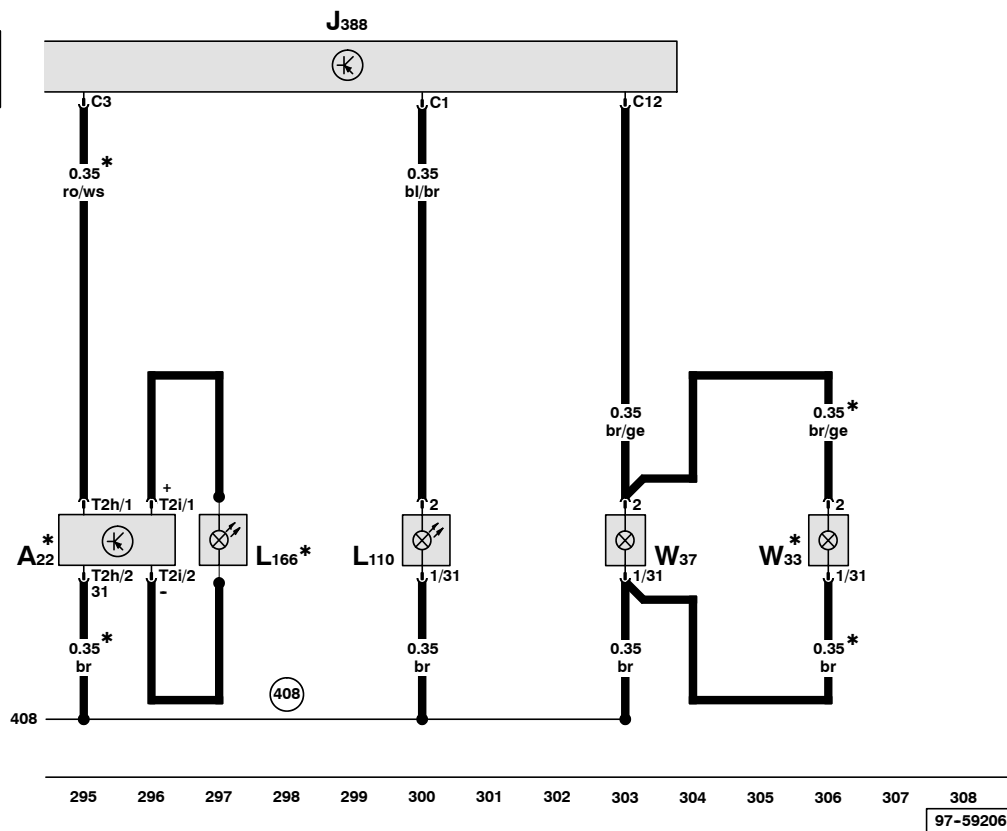 J388
C3
C1
C12
0.35*
ro/ws
0.35
bl/br
0.35
br/ge
0.35*
br/ge
+
T2h/1
T2i/1
2
2
2
A22*
L166*
L110
W37
W33*
T2h/2
31
T2i/2
-
1/31
1/31
1/31
0.35*
br
0.35
br
0.35
br
0.35*
br
408
408
295 296 297 298 299 300 301 302 303 304 305 306 307 308
97-59206